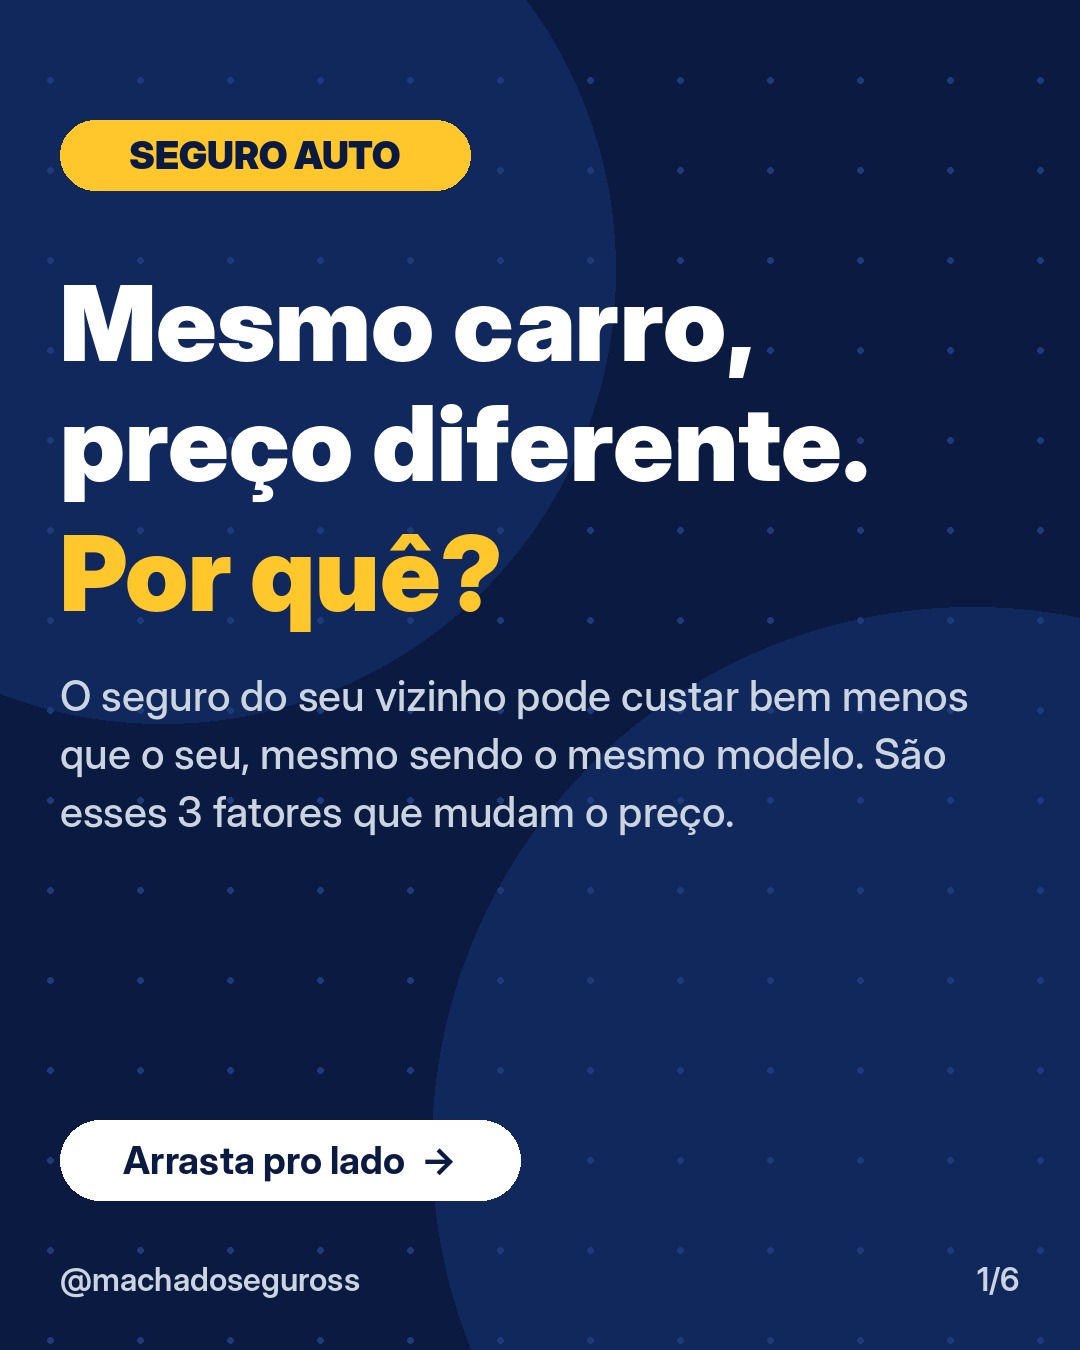 SEGURO AUTO
Mesmo carro,
preço diferente.
Por quê?
O seguro do seu vizinho pode custar bem menos
que o seu, mesmo sendo o mesmo modelo. São
esses 3 fatores que mudam o preço.
Arrasta pro lado →
@machadoseguross
1/6